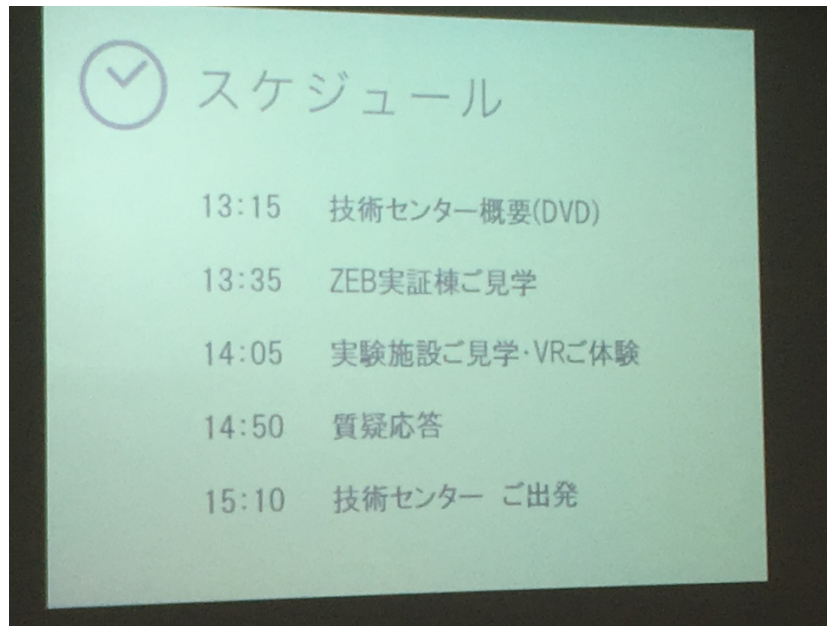 スケジュール
13:15 技術センター概要(DVD)
13:35 ZEB実証棟ご見学
14:05 実験施設ご見学・VRご体験
14:50 質疑応答
15:10 技術センター ご出発